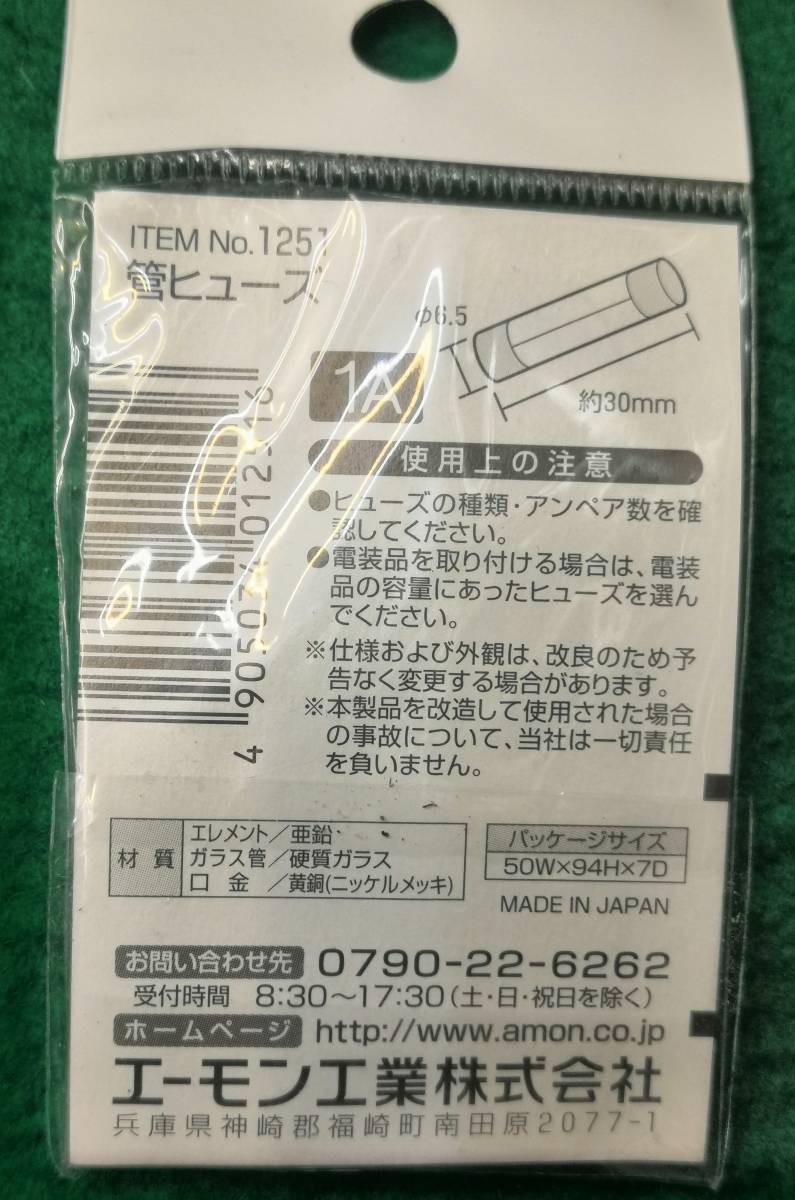 ITEM No.1251
管ヒューズ
φ6.5
約30mm
1A
使用上の注意
●ヒューズの種類・アンペア数を確
認してください。
●電装品を取り付ける場合は、電装
品の容量にあったヒューズを選ん
でください。
※仕様および外観は、改良のため予
告なく変更する場合があります。
※本製品を改造して使用された場合
の事故について、当社は一切責任
を負いません。
4 905034 012516
材質
エレメント/亜鉛
ガラス管/硬質ガラス
口金/黄銅(ニッケルメッキ)
パッケージサイズ
50W×94H×7D
MADE IN JAPAN
お問い合わせ先 0790-22-6262
受付時間 8:30~17:30(土・日・祝日を除く)
ホームページ http://www.amon.co.jp
エーモン工業株式会社
兵庫県神崎郡福崎町南田原2077-1